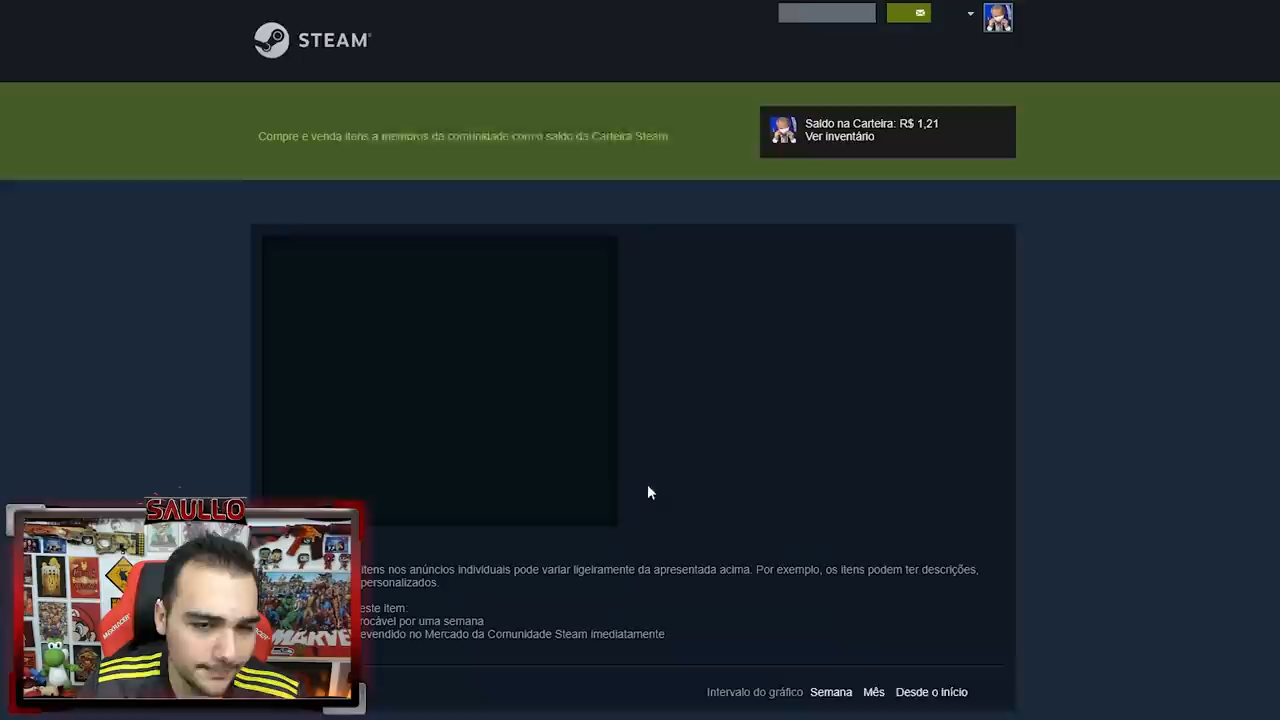 STEAM
Compre e venda itens a membros da comunidade com o saldo da Carteira Steam
Saldo na Carteira: R$ 1,21
Ver inventário
itens nos anúncios individuais pode variar ligeiramente da apresentada acima. Por exemplo, os itens podem ter descrições,
personalizados.
este item:
rocável por uma semana
evendido no Mercado da Comunidade Steam imediatamente
Intervalo do gráfico Semana Mês Desde o início
SAULLO
MAXRACER
MARVEL